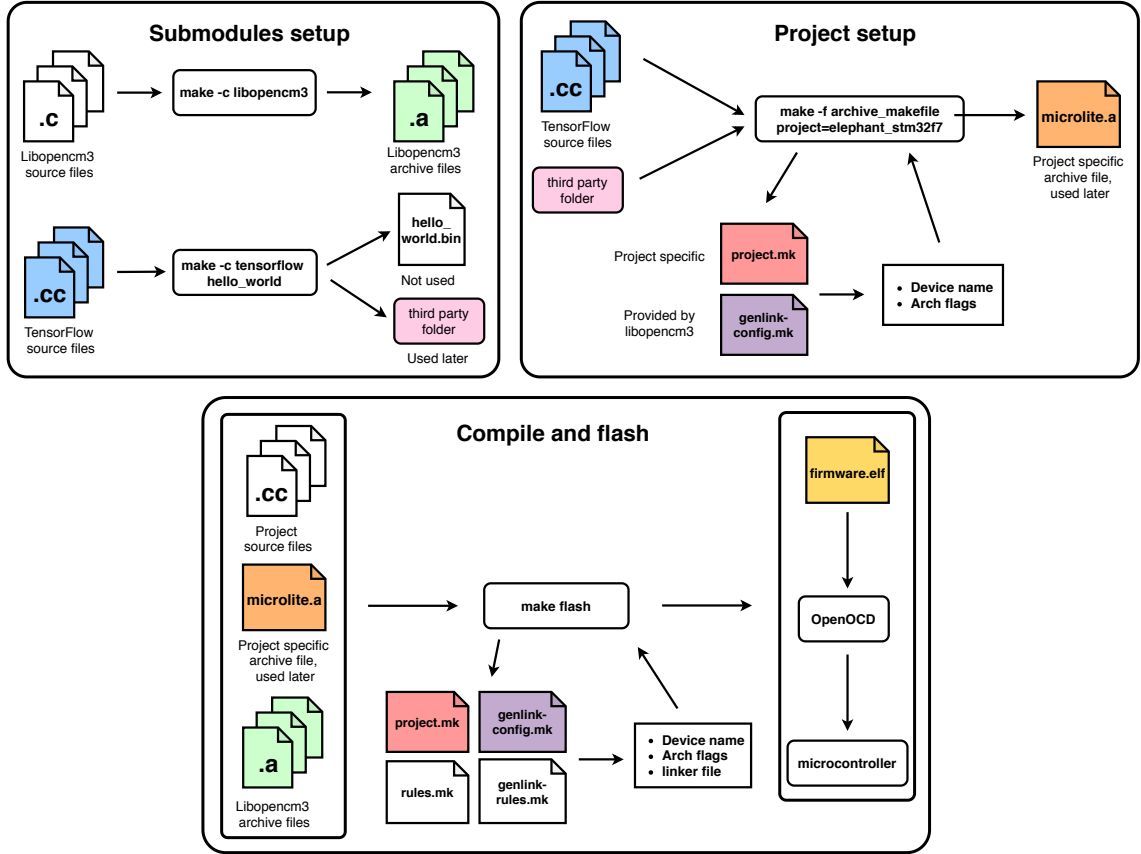 Submodules setup
.c
Libopencm3
source files
make -c libopencm3
.a
Libopencm3
archive files
.cc
TensorFlow
source files
make -c tensorflow
hello_world
hello_
world.bin
Not used
third party
folder
Used later
Project setup
.cc
TensorFlow
source files
third party
folder
make -f archive_makefile
project=elephant_stm32f7
microlite.a
Project specific
archive file,
used later
Project specific
project.mk
Provided by
libopencm3
genlink-
config.mk
• Device name
• Arch flags
Compile and flash
.cc
Project
source files
microlite.a
Project specific
archive file,
used later
.a
Libopencm3
archive files
make flash
project.mk
genlink-
config.mk
rules.mk
genlink-
rules.mk
• Device name
• Arch flags
• linker file
firmware.elf
OpenOCD
microcontroller